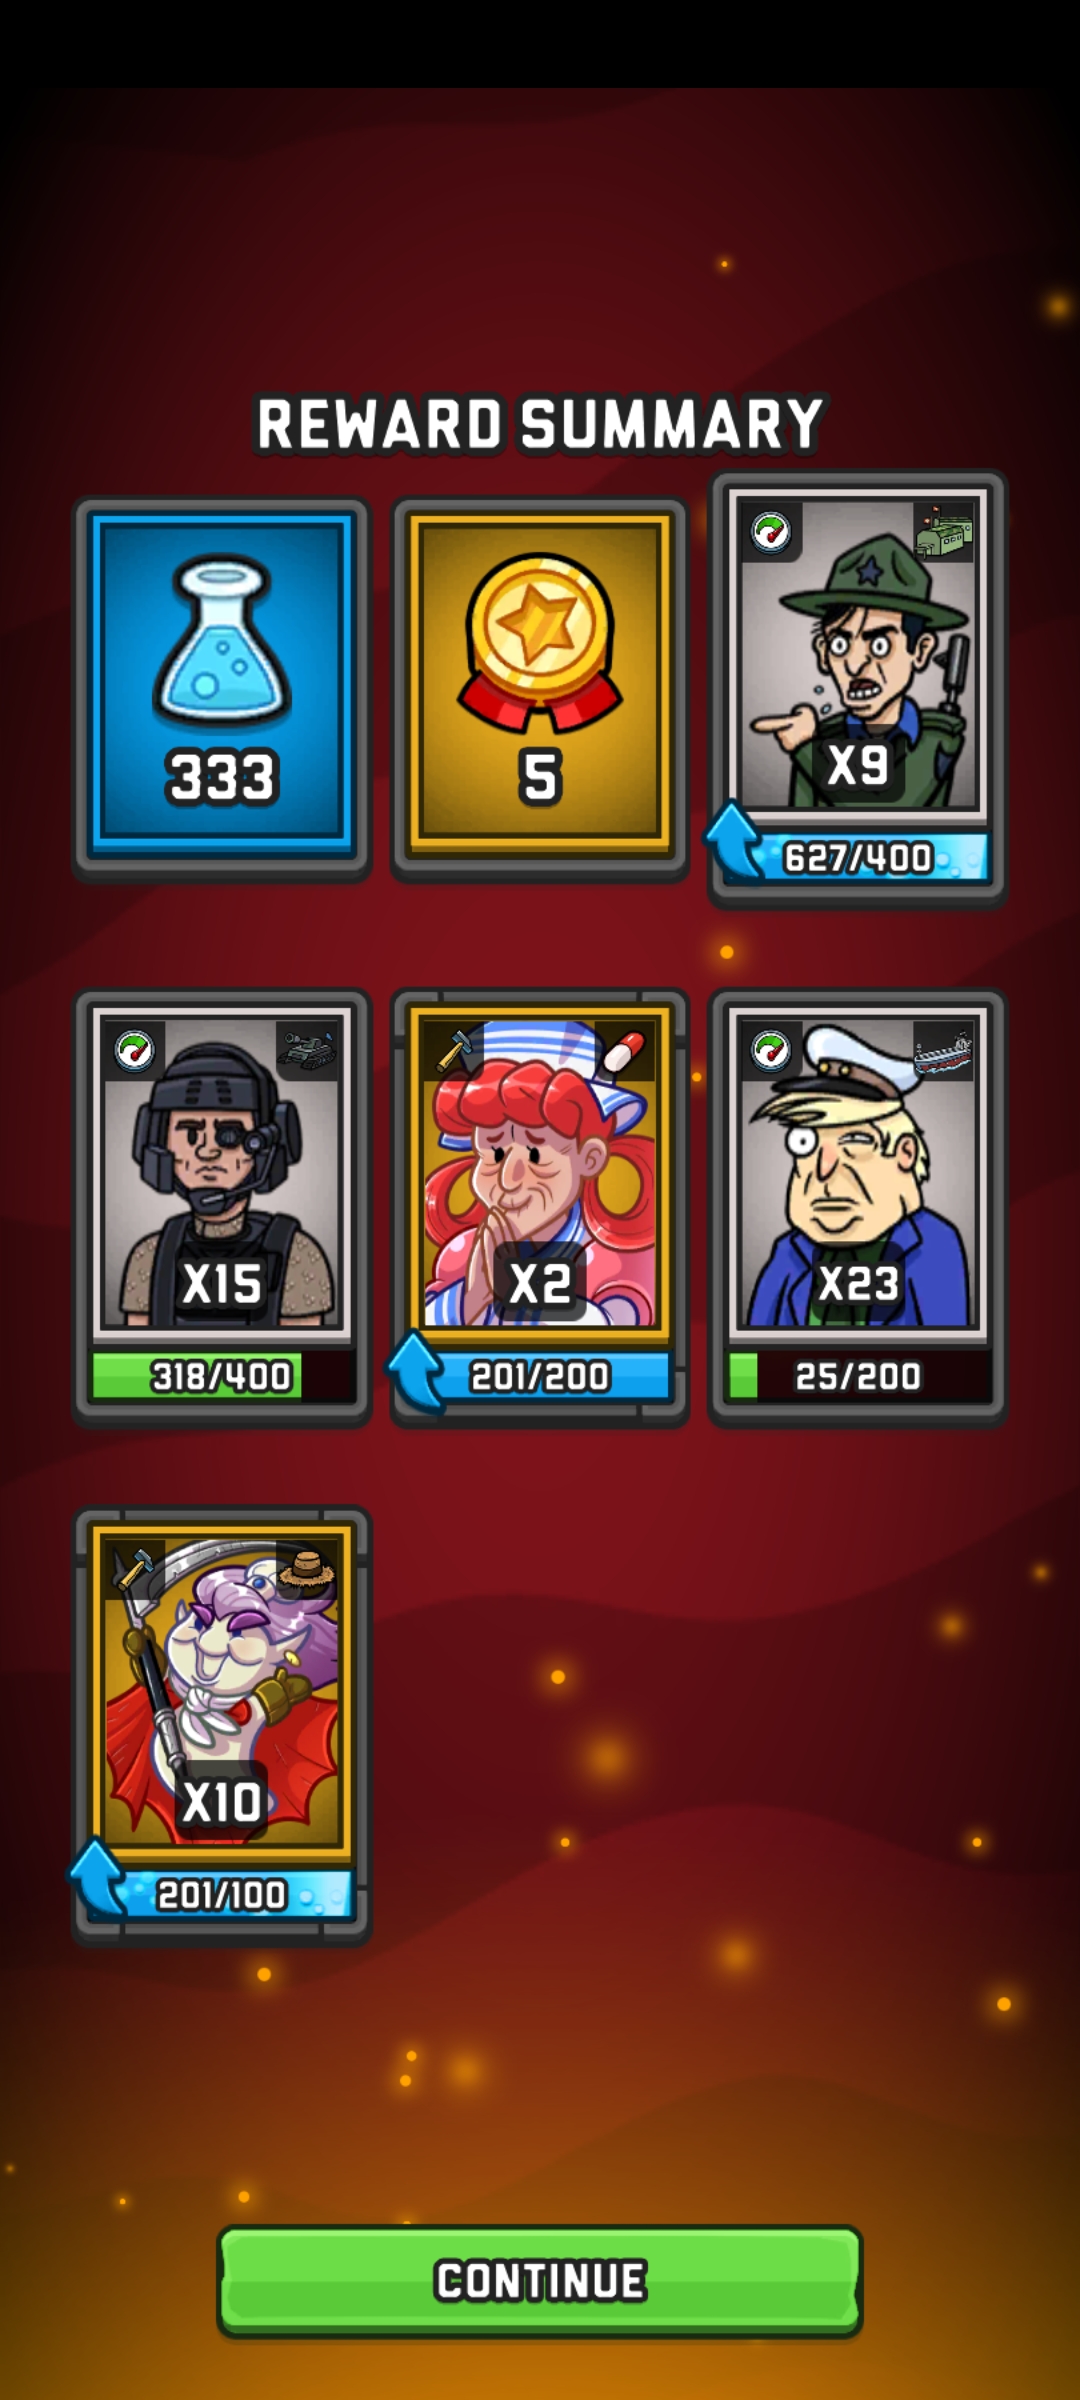 REWARD SUMMARY
333
5
X9
627/400
X15
318/400
X2
201/200
X23
25/200
X10
201/100
CONTINUE